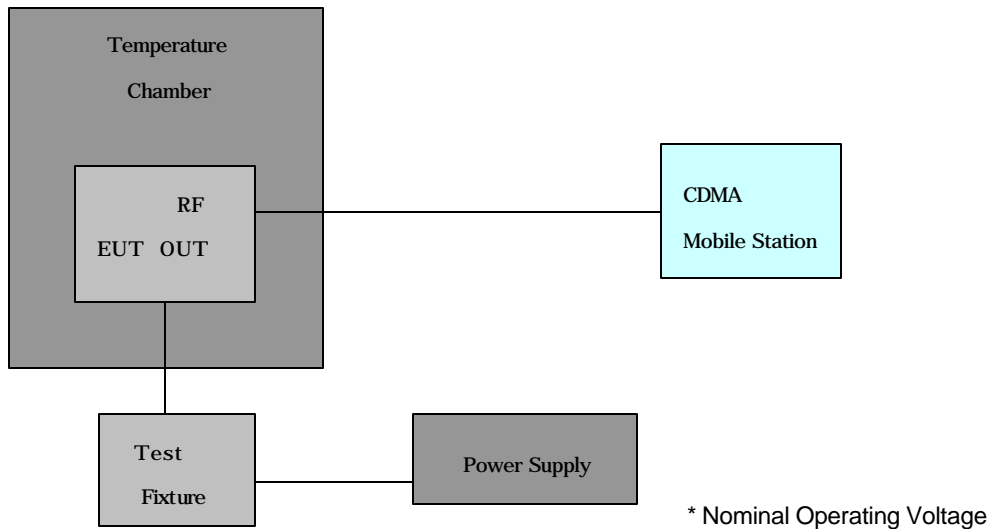 Temperature
Chamber
RF
EUT OUT
CDMA
Mobile Station
Test
Fixture
Power Supply
* Nominal Operating Voltage